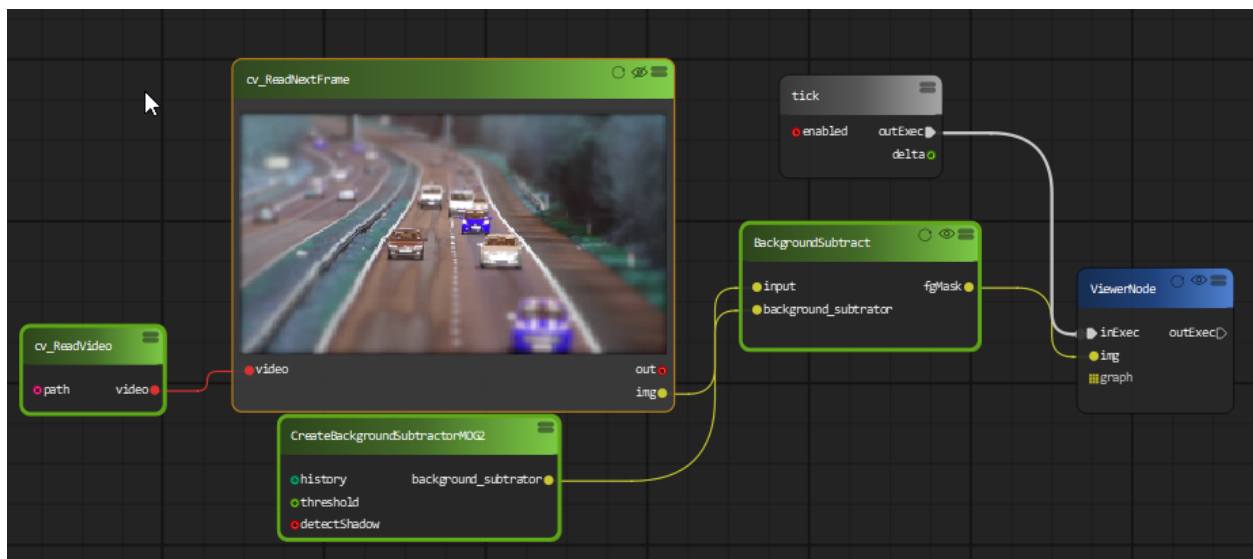 cv_ReadNextFrame
video
out
img
tick
enabled
outExec
delta
BackgroundSubtract
input
fgMask
background_subtrator
ViewerNode
inExec
outExec
img
graph
cv_ReadVideo
path
video
CreateBackgroundSubtractorMOG2
history
background_subtrator
threshold
detectShadow